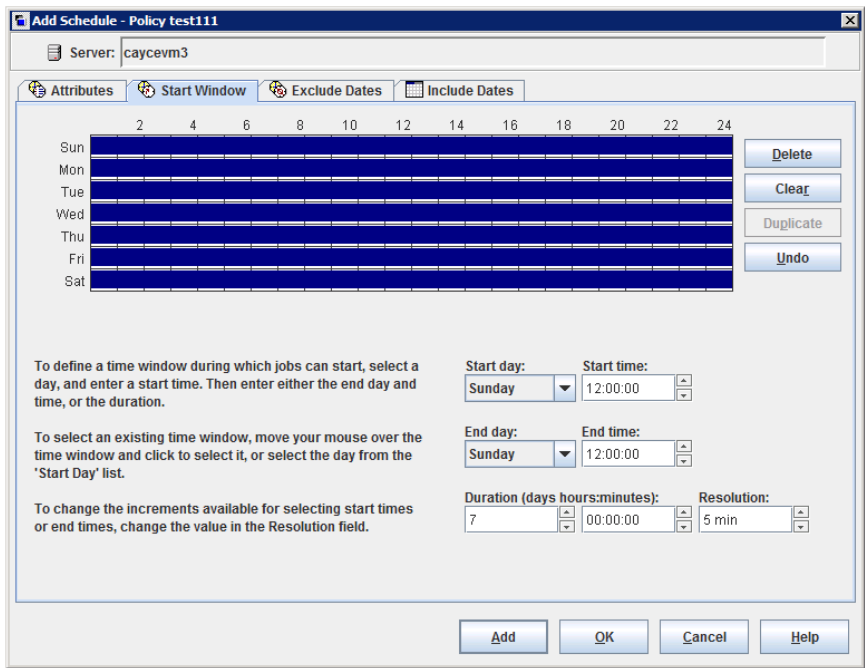 Add Schedule - Policy test111
Server: caycevm3
Attributes Start Window Exclude Dates Include Dates
2 4 6 8 10 12 14 16 18 20 22 24
Sun
Mon
Tue
Wed
Thu
Fri
Sat
Delete
Clear
Duplicate
Undo
To define a time window during which jobs can start, select a
day, and enter a start time. Then enter either the end day and
time, or the duration.
To select an existing time window, move your mouse over the
time window and click to select it, or select the day from the
'Start Day' list.
To change the increments available for selecting start times
or end times, change the value in the Resolution field.
Start day: Start time:
Sunday 12:00:00
End day: End time:
Sunday 12:00:00
Duration (days hours:minutes): Resolution:
7 00:00:00 5 min
Add OK Cancel Help